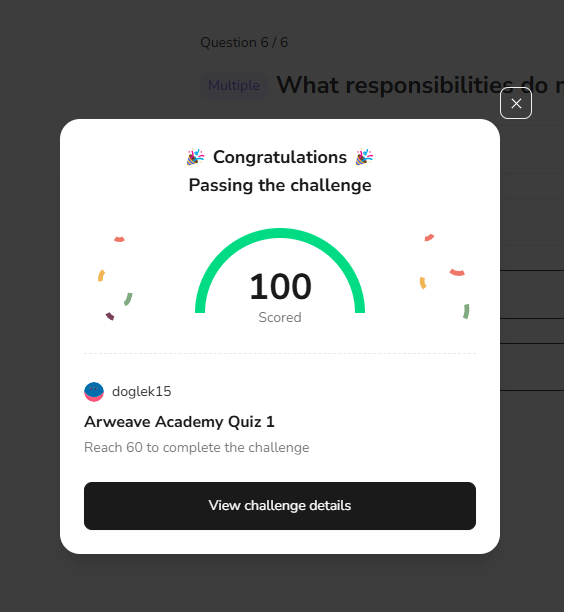 Question 6 / 6
Multiple What responsibilities do
Congratulations
Passing the challenge
100
Scored
doglek15
Arweave Academy Quiz 1
Reach 60 to complete the challenge
View challenge details